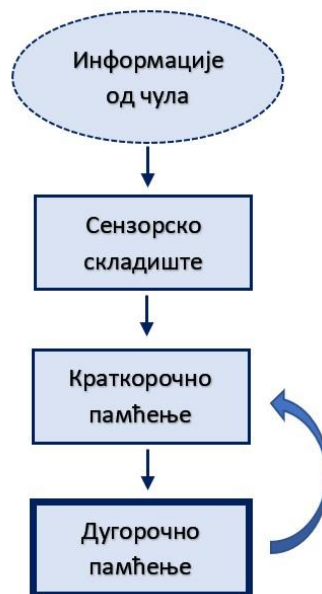 Информације
од чула
Сензорско
складиште
Краткорочно
памћење
Дугорочно
памћење